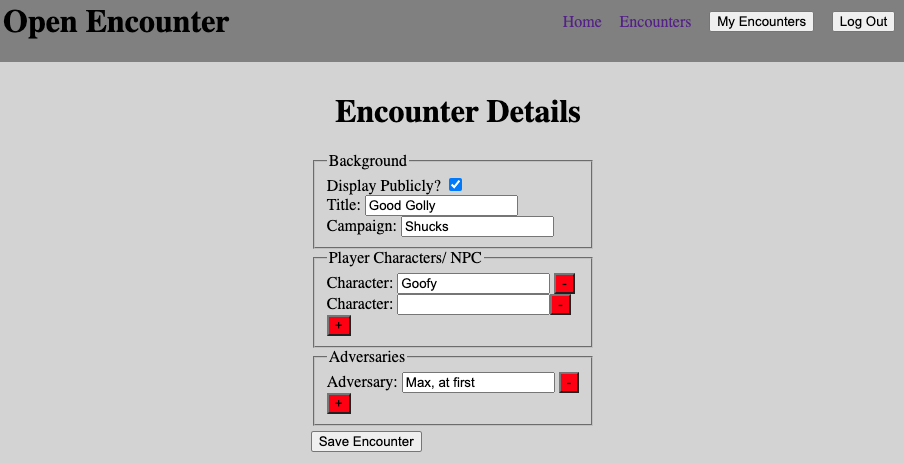 Open Encounter
Home Encounters My Encounters Log Out
Encounter Details
Background
Display Publicly?
Title: Good Golly
Campaign: Shucks
Player Characters/ NPC
Character: Goofy -
Character: -
+
Adversaries
Adversary: Max, at first -
+
Save Encounter